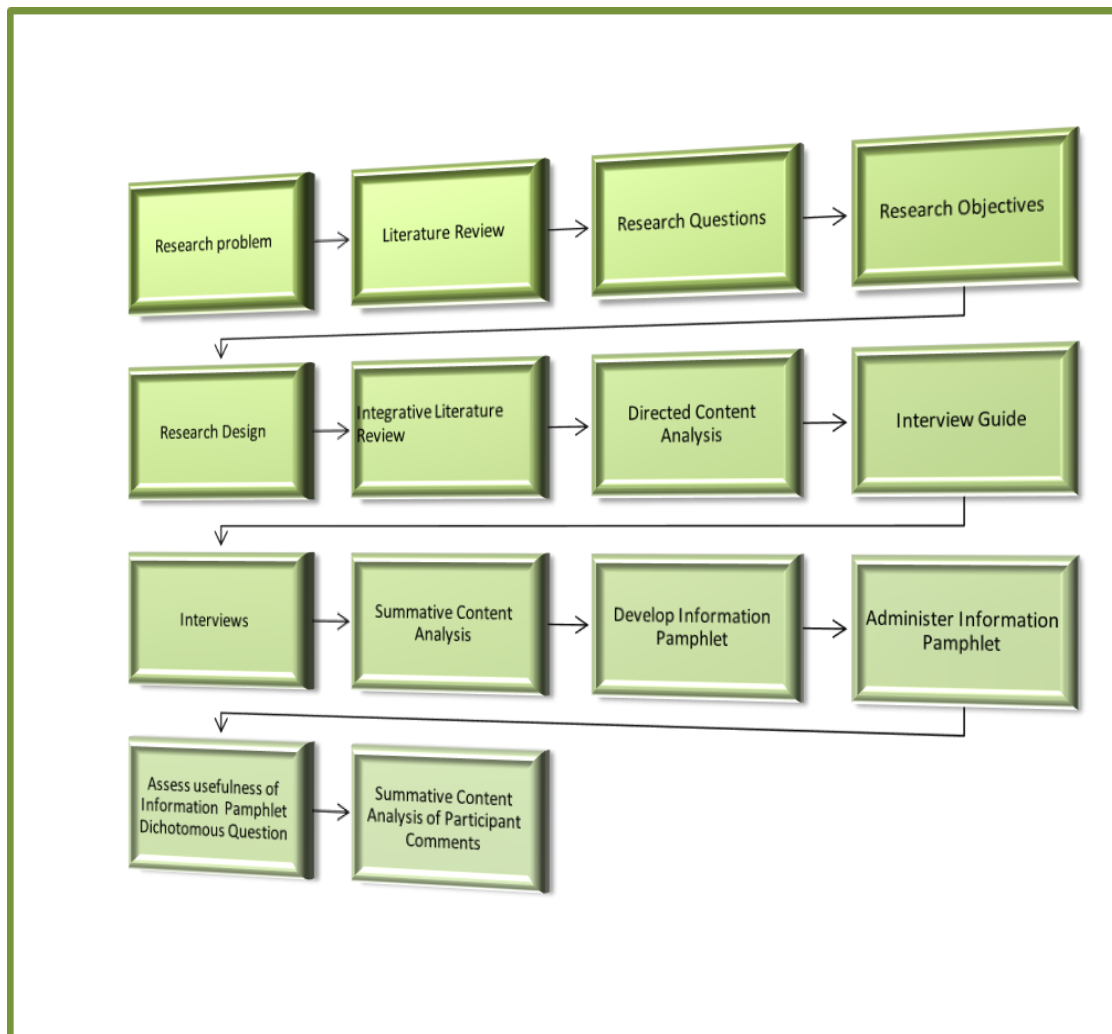 Research problem
Literature Review
Research Questions
Research Objectives
Research Design
Integrative Literature
Review
Directed Content
Analysis
Interview Guide
Interviews
Summative Content
Analysis
Develop Information
Pamphlet
Administer Information
Pamphlet
Assess usefulness of
Information Pamphlet
Dichotomous Question
Summative Content
Analysis of Participant
Comments